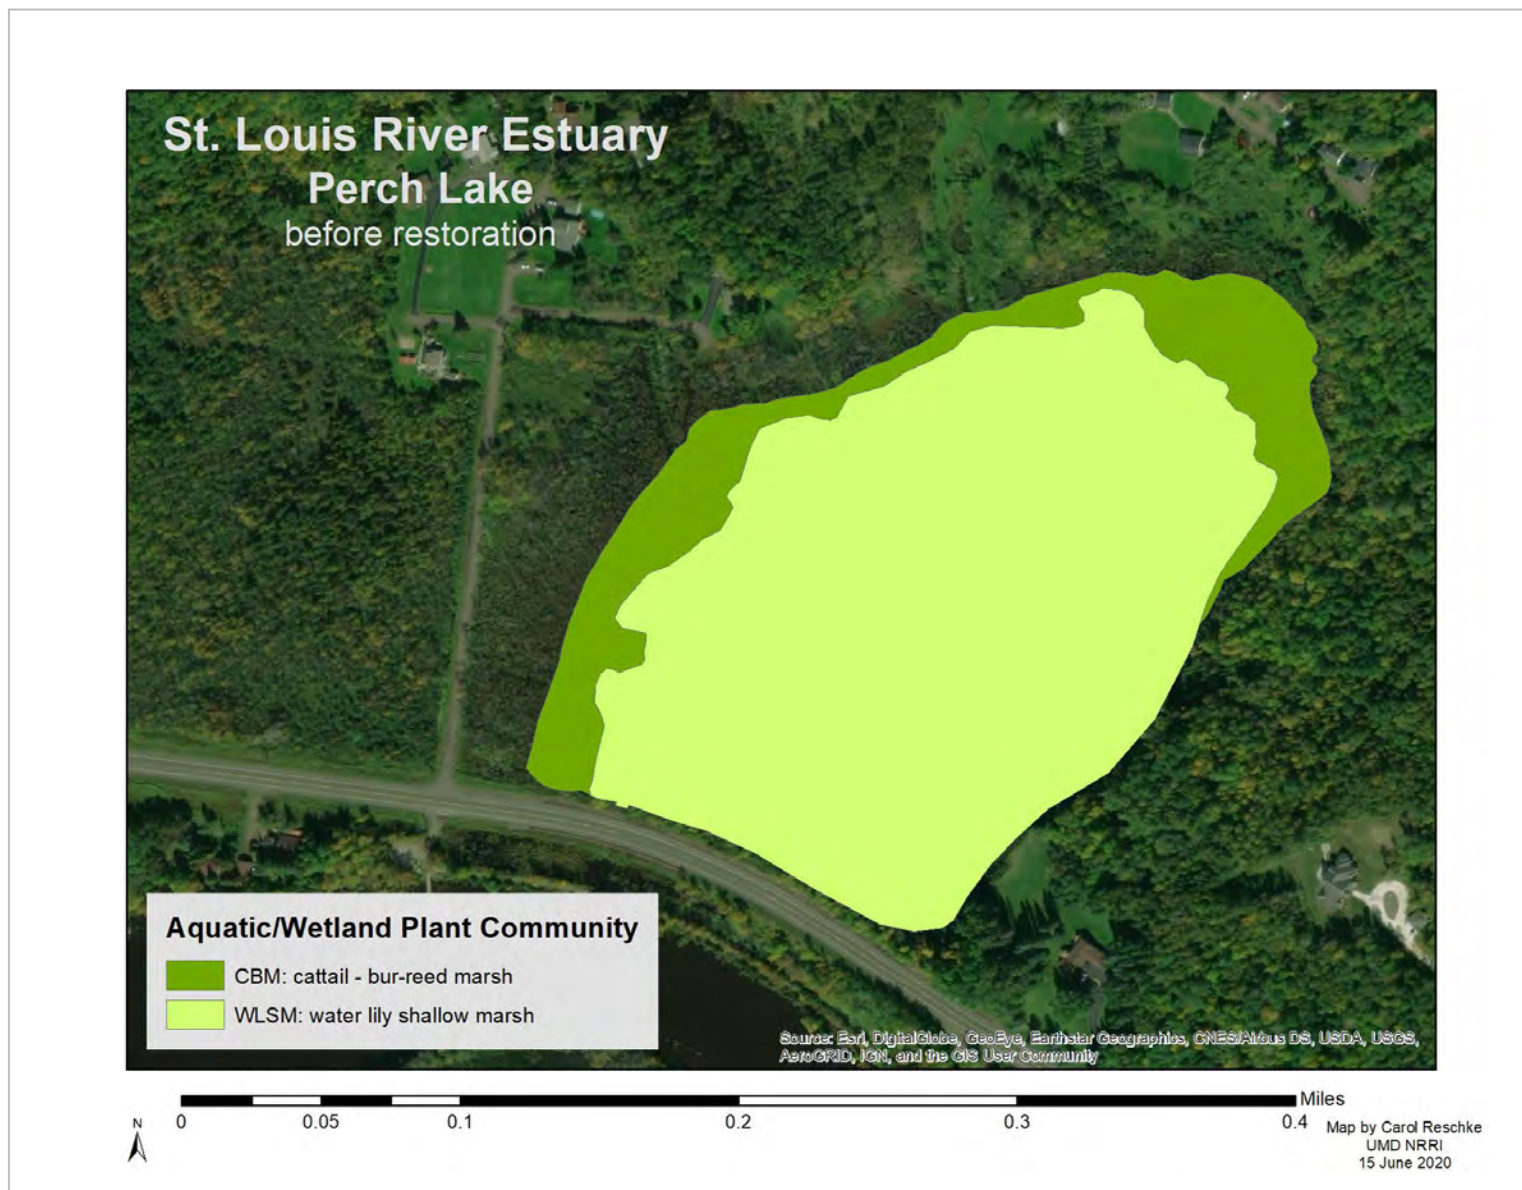 St. Louis River Estuary
Perch Lake
before restoration
Aquatic/Wetland Plant Community
CBM: cattail - bur-reed marsh
WLSM: water lily shallow marsh
Source: Esri, DigitalGlobe, GeoEye, Earthstar Geographics, CNES/Airbus DS, USDA, USGS,
AeroGRID, IGN, and the GIS User Community
Miles
0 0.05 0.1 0.2 0.3 0.4
N
Map by Carol Reschke
UMD NRRI
15 June 2020